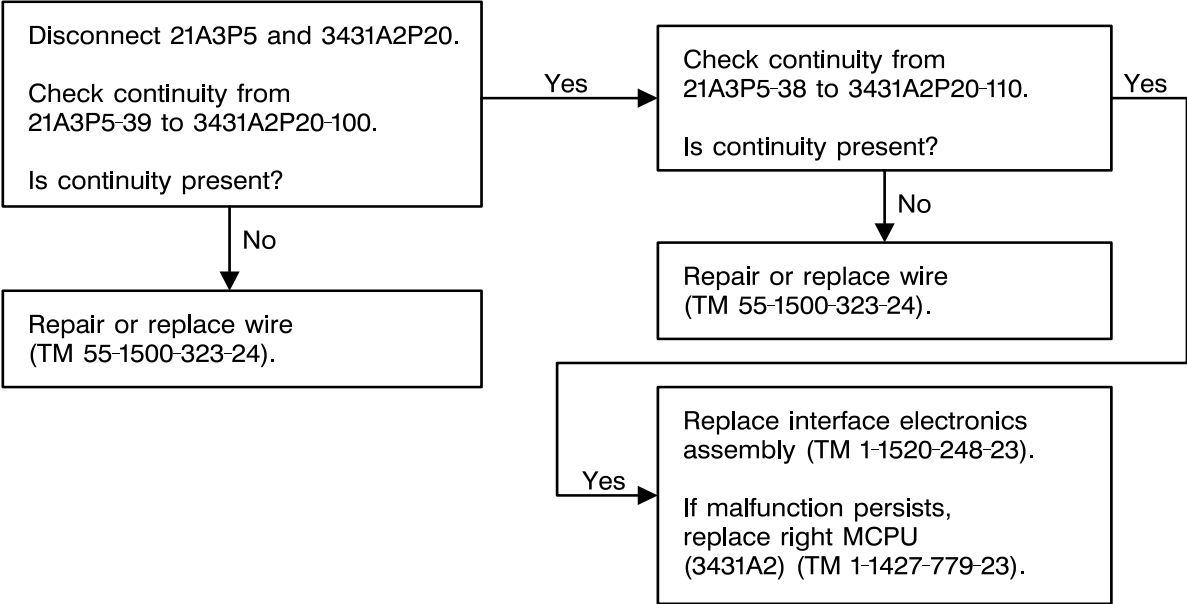 Disconnect 21A3P5 and 3431A2P20.
Check continuity from
21A3P5-39 to 3431A2P20-100.
Is continuity present?
Yes
Check continuity from
21A3P5-38 to 3431A2P20-110.
Is continuity present?
Yes
No
Repair or replace wire
(TM 55-1500-323-24).
No
Repair or replace wire
(TM 55-1500-323-24).
Yes
Replace interface electronics
assembly (TM 1-1520-248-23).
If malfunction persists,
replace right MCPU
(3431A2) (TM 1-1427-779-23).